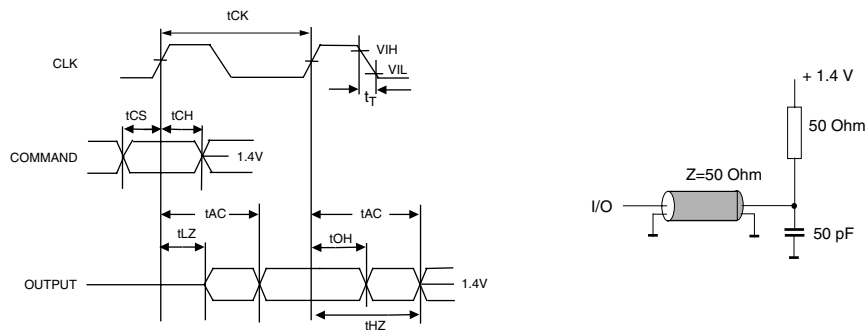 tCK
CLK
VIH
VIL
tT
tCS
tCH
COMMAND
1.4V
tAC
tAC
tLZ
tOH
OUTPUT
1.4V
tHZ
+ 1.4 V
50 Ohm
Z=50 Ohm
I/O
50 pF